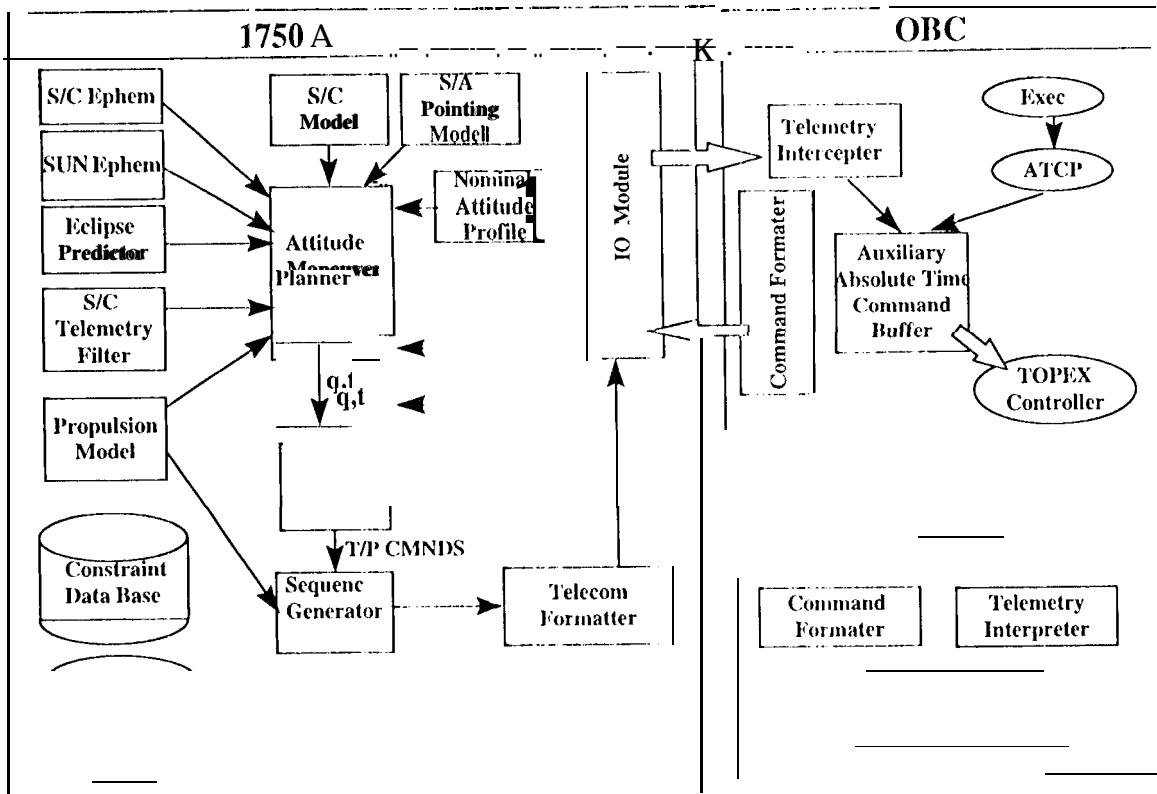 1750 A
OBC
K
S/C Ephem
SUN Ephem
Eclipse
Predictor
S/C
Telemetry
Filter
Propulsion
Model
Constraint
Data Base
S/C
Model
S/A
Pointing
Modell
Nominal
Attitude
Profile
Attitude
Maneuver
Planner
q,t
q,t
T/P CMNDS
Sequenc
Generator
Telecom
Formatter
IO Module
Command Formater
Telemetry
Intercepter
Exec
ATCP
Auxiliary
Absolute Time
Command
Buffer
TOPEX
Controller
Command
Formater
Telemetry
Interpreter